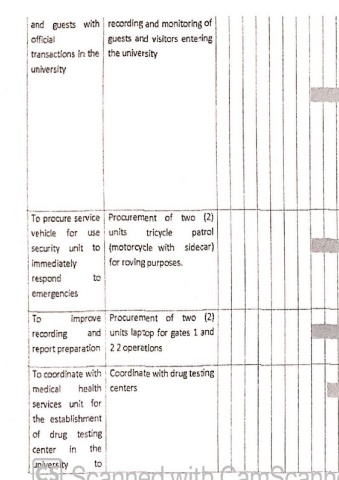 and guests with
official
transactions in the
university
recording and monitoring of
guests and visitors entering
the university
To procure service
vehicle for use
security unit to
immediately
respond to
emergencies
Procurement of two (2)
units tricycle patrol
(motorcycle with sidecar)
for roving purposes.
To improve
recording and
report preparation
Procurement of two (2)
units laptop for gates 1 and
2 2 operations
To coordinate with
medical health
services unit for
the establishment
of drug testing
center in the
university to
Coordinate with drug testing
centers
CS Scanned with CamScanne